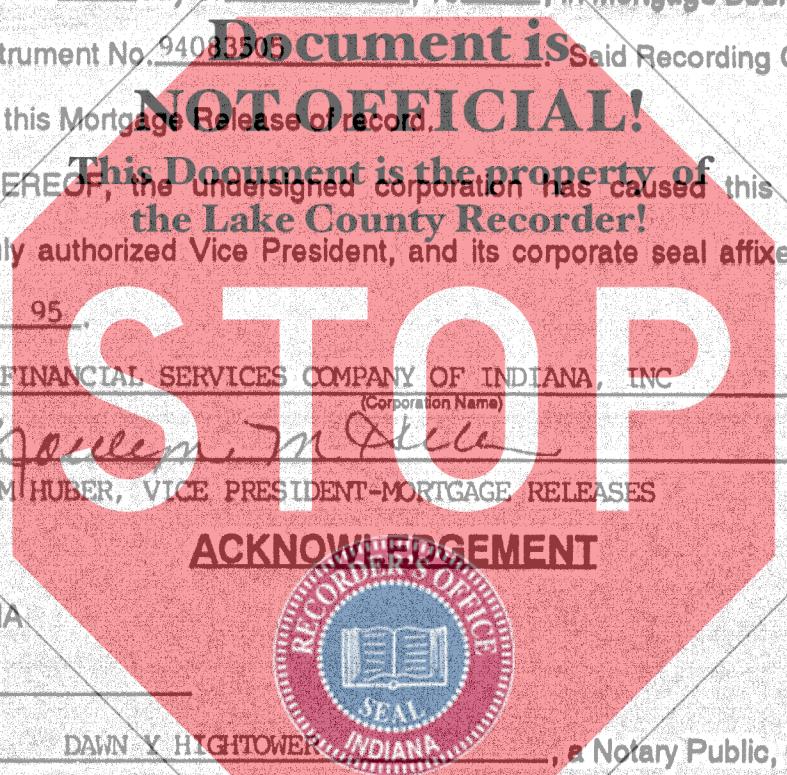 , in Mortgage
trument No. 94083505 . Said Recording
Document is
NOT OFFICIAL!
this Mortgage Release of record.
This Document is the property of
EREOF, the undersigned corporation has caused this
the Lake County Recorder!
ly authorized Vice President, and its corporate seal affixe
95 .
STOP
FINANCIAL SERVICES COMPANY OF INDIANA, INC
(Corporation Name)
M HUBER, VICE PRESIDENT-MORTGAGE RELEASES
ACKNOWLEDGEMENT
RECORDER'S OFFICE
SEAL
INDIANA
DAWN Y HIGHTOWER , a Notary Public,